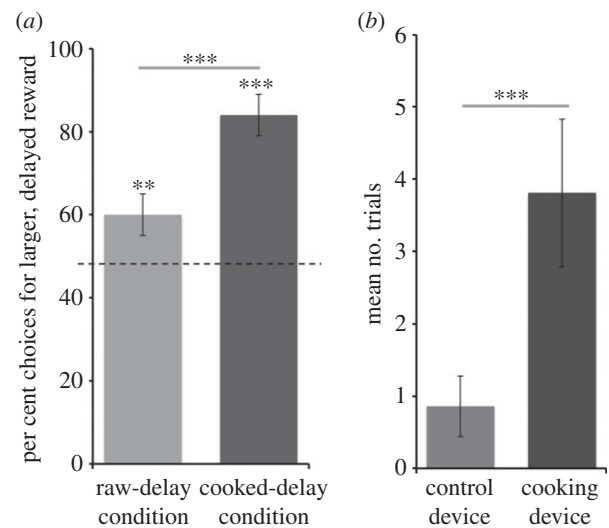 (a)
per cent choices for larger, delayed reward
100
80
60
40
20
0
***
***
**
raw-delay condition
cooked-delay condition
(b)
mean no. trials
6
5
4
3
2
1
0
***
control device
cooking device